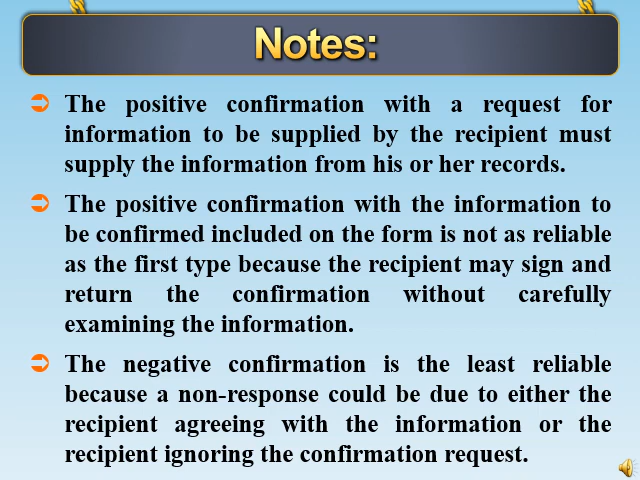 Notes:
The positive confirmation with a request for
information to be supplied by the recipient must
supply the information from his or her records.
The positive confirmation with the information to
be confirmed included on the form is not as reliable
as the first type because the recipient may sign and
return the confirmation without carefully
examining the information.
The negative confirmation is the least reliable
because a non-response could be due to either the
recipient agreeing with the information or the
recipient ignoring the confirmation request.